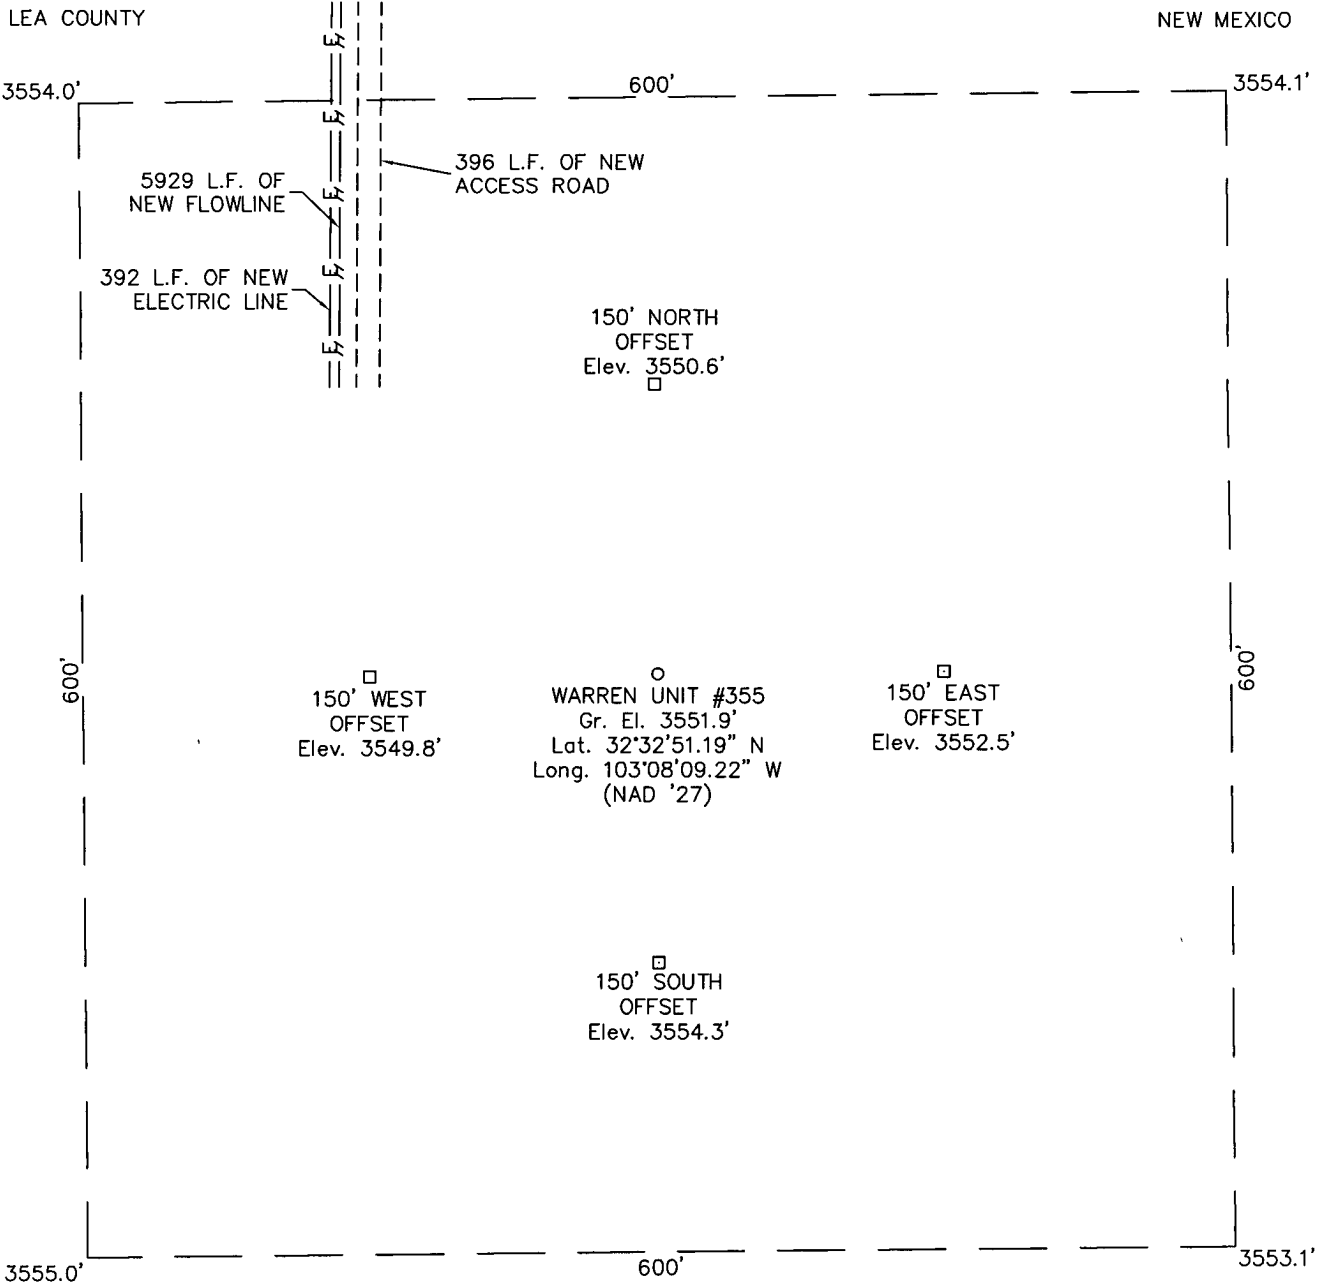 LEA COUNTY
NEW MEXICO
3554.0'
600'
3554.1'
E
E
E
E
E
396 L.F. OF NEW
ACCESS ROAD
5929 L.F. OF
NEW FLOWLINE
392 L.F. OF NEW
ELECTRIC LINE
150' NORTH
OFFSET
Elev. 3550.6'
600'
600'
150' WEST
OFFSET
Elev. 3549.8'
WARREN UNIT #355
Gr. El. 3551.9'
Lat. 32°32'51.19" N
Long. 103°08'09.22" W
(NAD '27)
150' EAST
OFFSET
Elev. 3552.5'
150' SOUTH
OFFSET
Elev. 3554.3'
3555.0'
600'
3553.1'